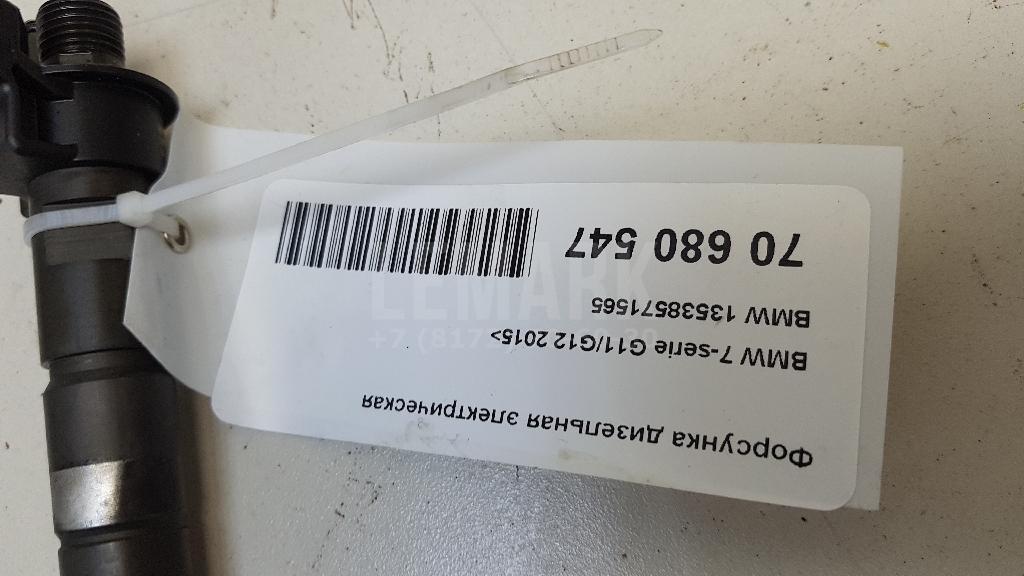 Форсунка дизельная электрическая
BMW 7-serie G11/G12 2015>
BMW 13538571565
70 680 547
LEMARK